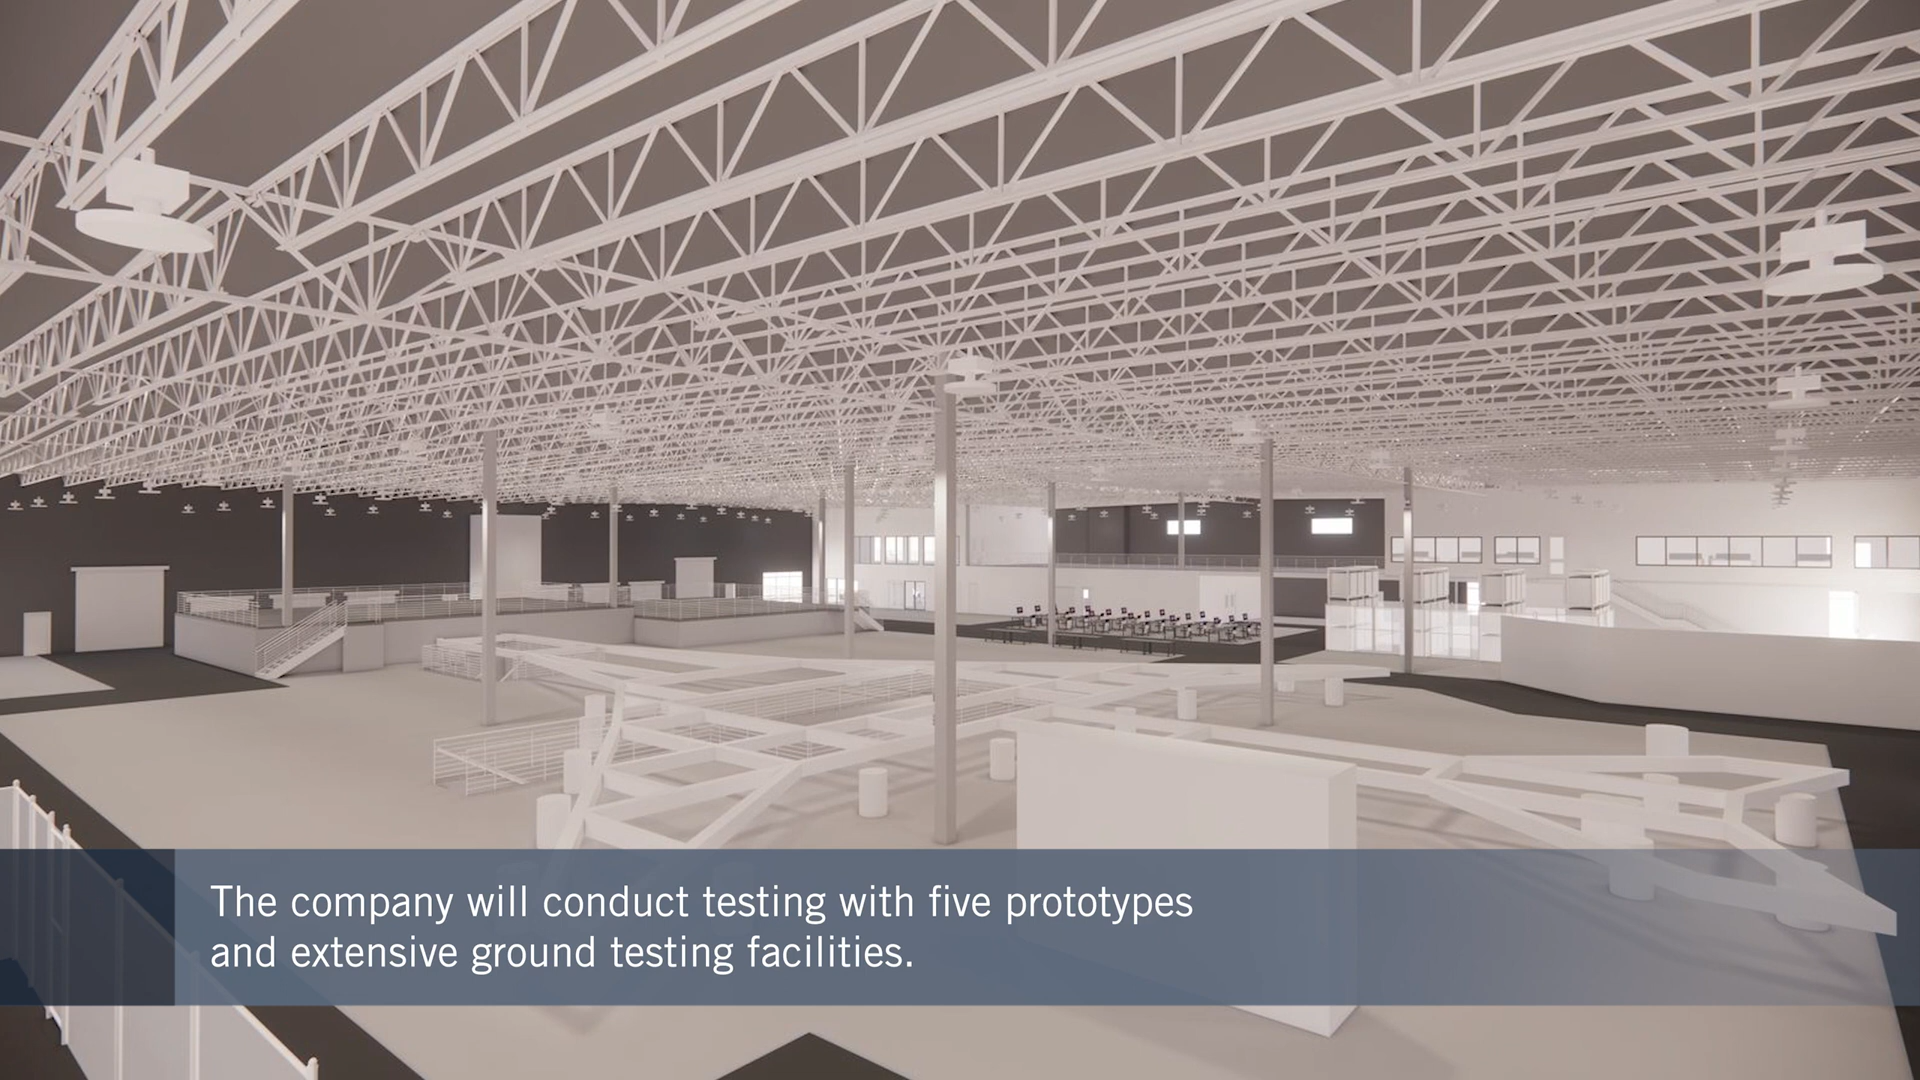 The company will conduct testing with five prototypes
and extensive ground testing facilities.